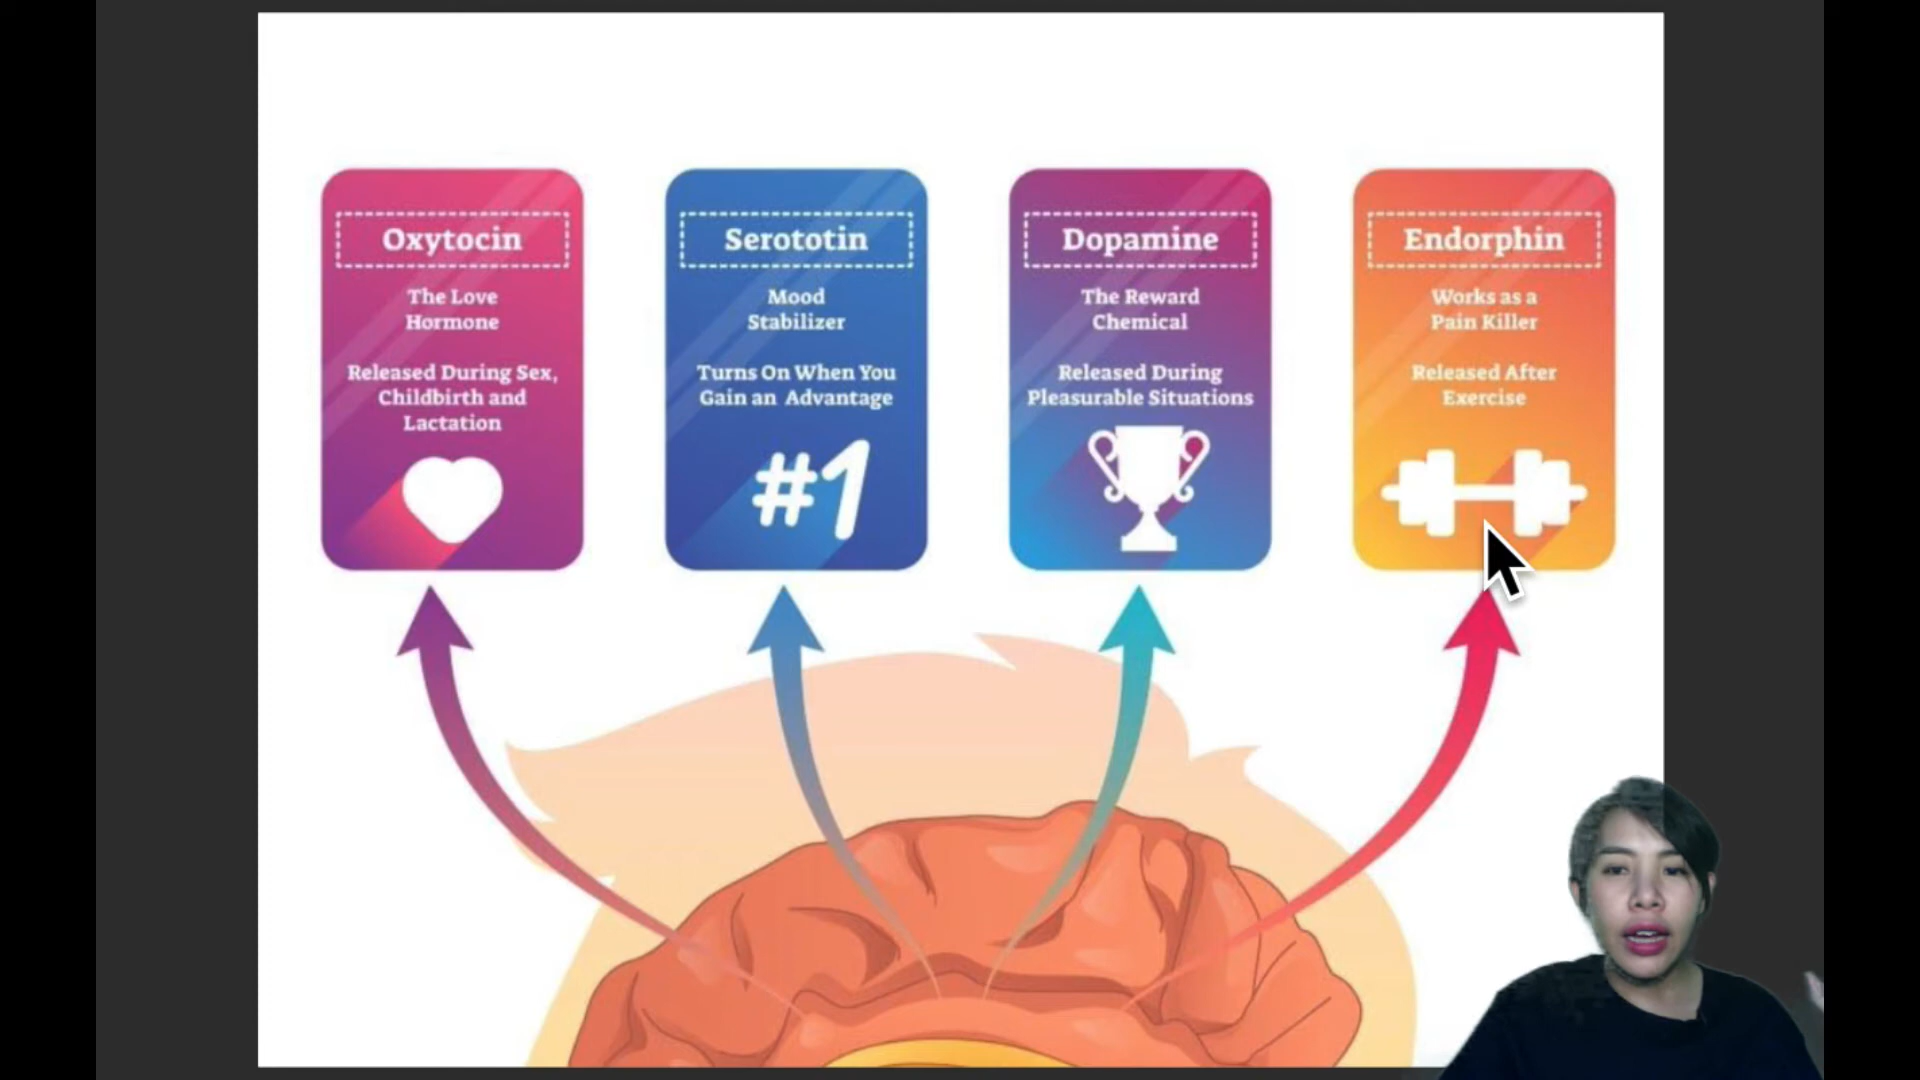 Oxytocin
The Love
Hormone
Released During Sex,
Childbirth and
Lactation
Serototin
Mood
Stabilizer
Turns On When You
Gain an Advantage
#1
Dopamine
The Reward
Chemical
Released During
Pleasurable Situations
Endorphin
Works as a
Pain Killer
Released After
Exercise